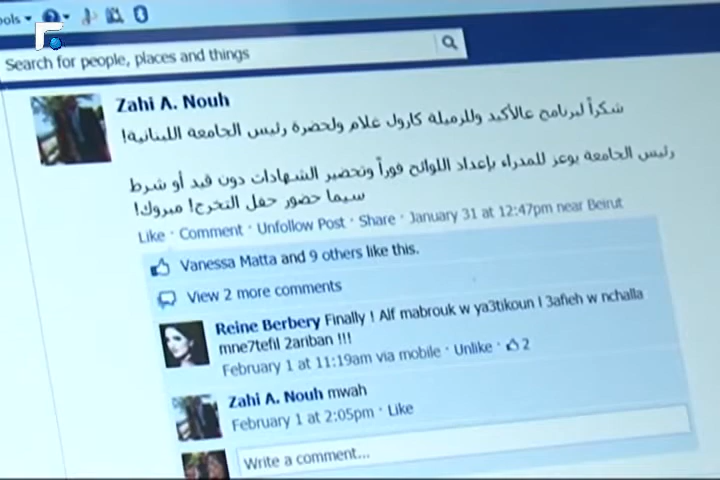 ools
Search for people, places and things
Zahi A. Nouh
شكراً لبرنامج عالأكيد وللزميلة كارول غلام ولحضرة رئيس الجامعة اللبنانية!
رئيس الجامعة يوعز للمدراء بإعداد اللوائح فوراً وتحضير الشهادات دون قيد أو شرط
سيما حضور حفل التخرج! مبروك!
Like · Comment · Unfollow Post · Share · January 31 at 12:47pm near Beirut
Vanessa Matta and 9 others like this.
View 2 more comments
Reine Berbery Finally ! Alf mabrouk w ya3tikoun l 3afieh w nchalla
mne7tefil 2ariban !!!
February 1 at 11:19am via mobile · Unlike · 2
Zahi A. Nouh mwah
February 1 at 2:05pm · Like
Write a comment...